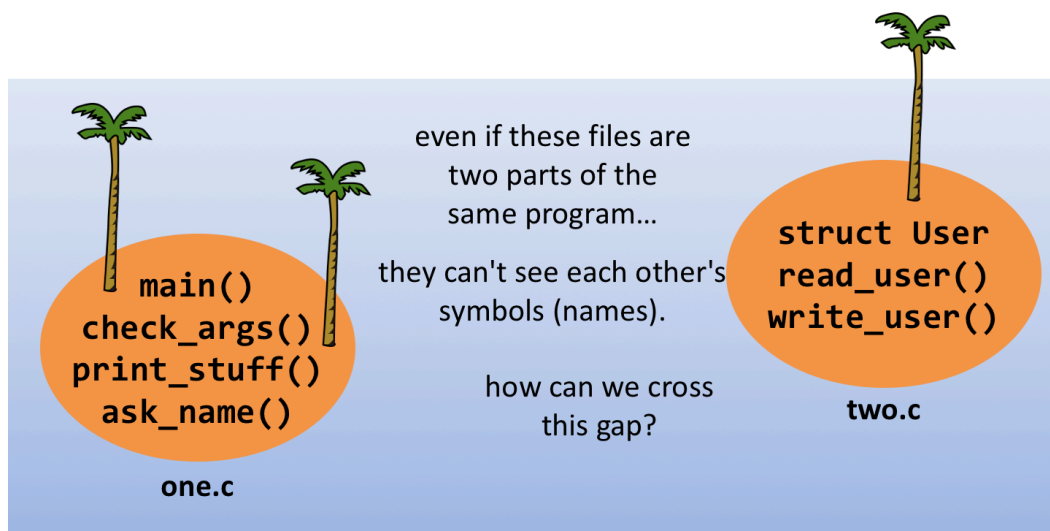 main()
check_args()
print_stuff()
ask_name()
one.c
even if these files are
two parts of the
same program...
they can't see each other's
symbols (names).
how can we cross
this gap?
struct User
read_user()
write_user()
two.c